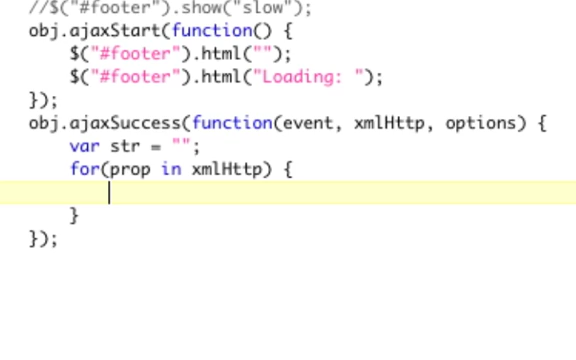 //$("#footer").show("slow");
obj.ajaxStart(function() {
    $("#footer").html("");
    $("#footer").html("Loading: ");
});
obj.ajaxSuccess(function(event, xmlHttp, options) {
    var str = "";
    for(prop in xmlHttp) {
    }
});